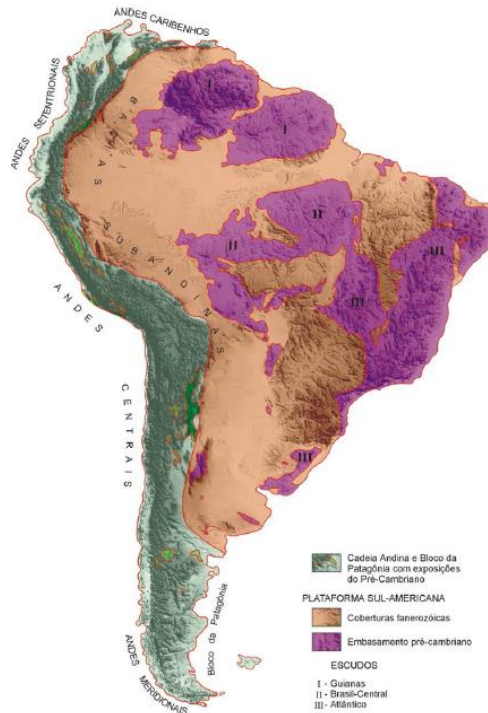 ANDES CARIBENHOS
ANDES SETENTRIONAIS
BACIAS SUBANDINAS
I
I
II
II
III
III
III
ANDES
CENTRAIS
ANDES MERIDIONAIS
Bloco da Patagônia
Cadeia Andina e Bloco da
Patagônia com exposições
do Pré-Cambriano
PLATAFORMA SUL-AMERICANA
Coberturas fanerozóicas
Embasamento pré-cambriano
ESCUDOS
I - Guianas
II - Brasil-Central
III - Atlântico